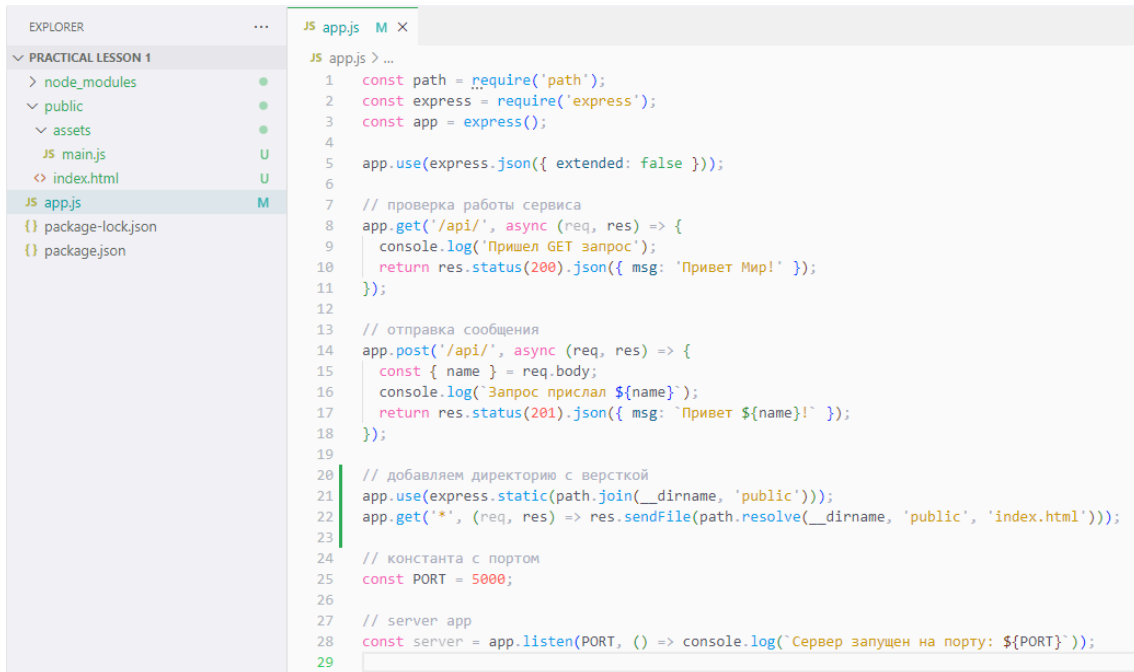 EXPLORER ...
PRACTICAL LESSON 1
node_modules
public
assets
JS main.js U
<> index.html U
JS app.js M
{} package-lock.json
{} package.json
JS app.js M ×
JS app.js > ...
1 const path = require('path');
2 const express = require('express');
3 const app = express();
4
5 app.use(express.json({ extended: false }));
6
7 // проверка работы сервиса
8 app.get('/api/', async (req, res) => {
9 console.log('Пришел GET запрос');
10 return res.status(200).json({ msg: 'Привет Мир!' });
11 });
12
13 // отправка сообщения
14 app.post('/api/', async (req, res) => {
15 const { name } = req.body;
16 console.log(`Запрос прислал ${name}`);
17 return res.status(201).json({ msg: `Привет ${name}!` });
18 });
19
20 // добавляем директорию с версткой
21 app.use(express.static(path.join(__dirname, 'public')));
22 app.get('*', (req, res) => res.sendFile(path.resolve(__dirname, 'public', 'index.html')));
23
24 // константа с портом
25 const PORT = 5000;
26
27 // server app
28 const server = app.listen(PORT, () => console.log(`Сервер запущен на порту: ${PORT}`));
29